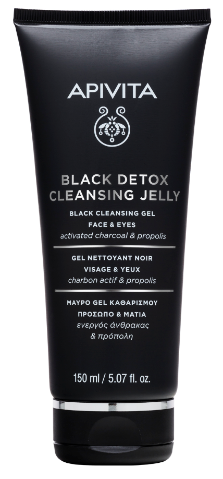 APIVITA
BLACK DETOX
CLEANSING JELLY
BLACK CLEANSING GEL
FACE & EYES
activated charcoal & propolis
GEL NETTOYANT NOIR
VISAGE & YEUX
charbon actif & propolis
ΜΑΥΡΟ GEL ΚΑΘΑΡΙΣΜΟΥ
ΠΡΟΣΩΠΟ & ΜΑΤΙΑ
ενεργός άνθρακας
& πρόπολη
150 ml / 5.07 fl. oz.